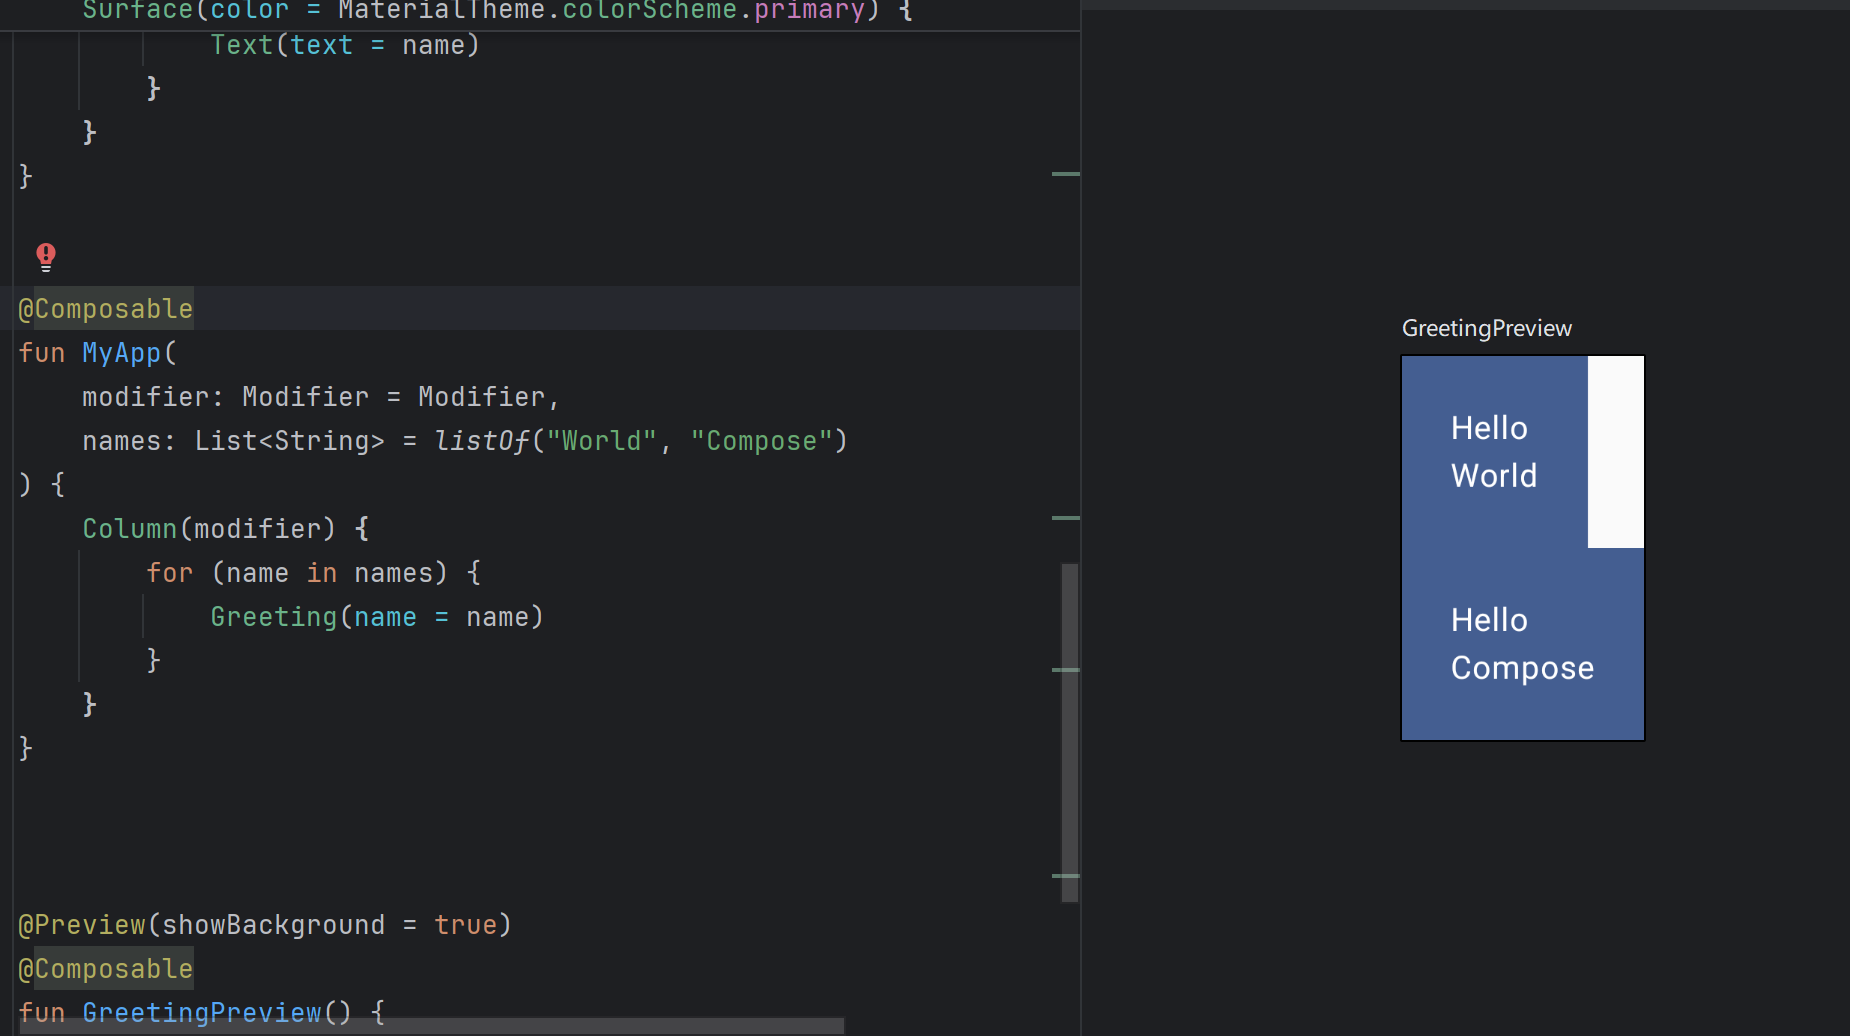 Surface(color = MaterialTheme.colorScheme.primary) {
Text(text = name)
}
}
}
@Composable
fun MyApp(
modifier: Modifier = Modifier,
names: List<String> = listOf("World", "Compose")
) {
Column(modifier) {
for (name in names) {
Greeting(name = name)
}
}
}
@Preview(showBackground = true)
@Composable
fun GreetingPreview() {
GreetingPreview
Hello
World
Hello
Compose